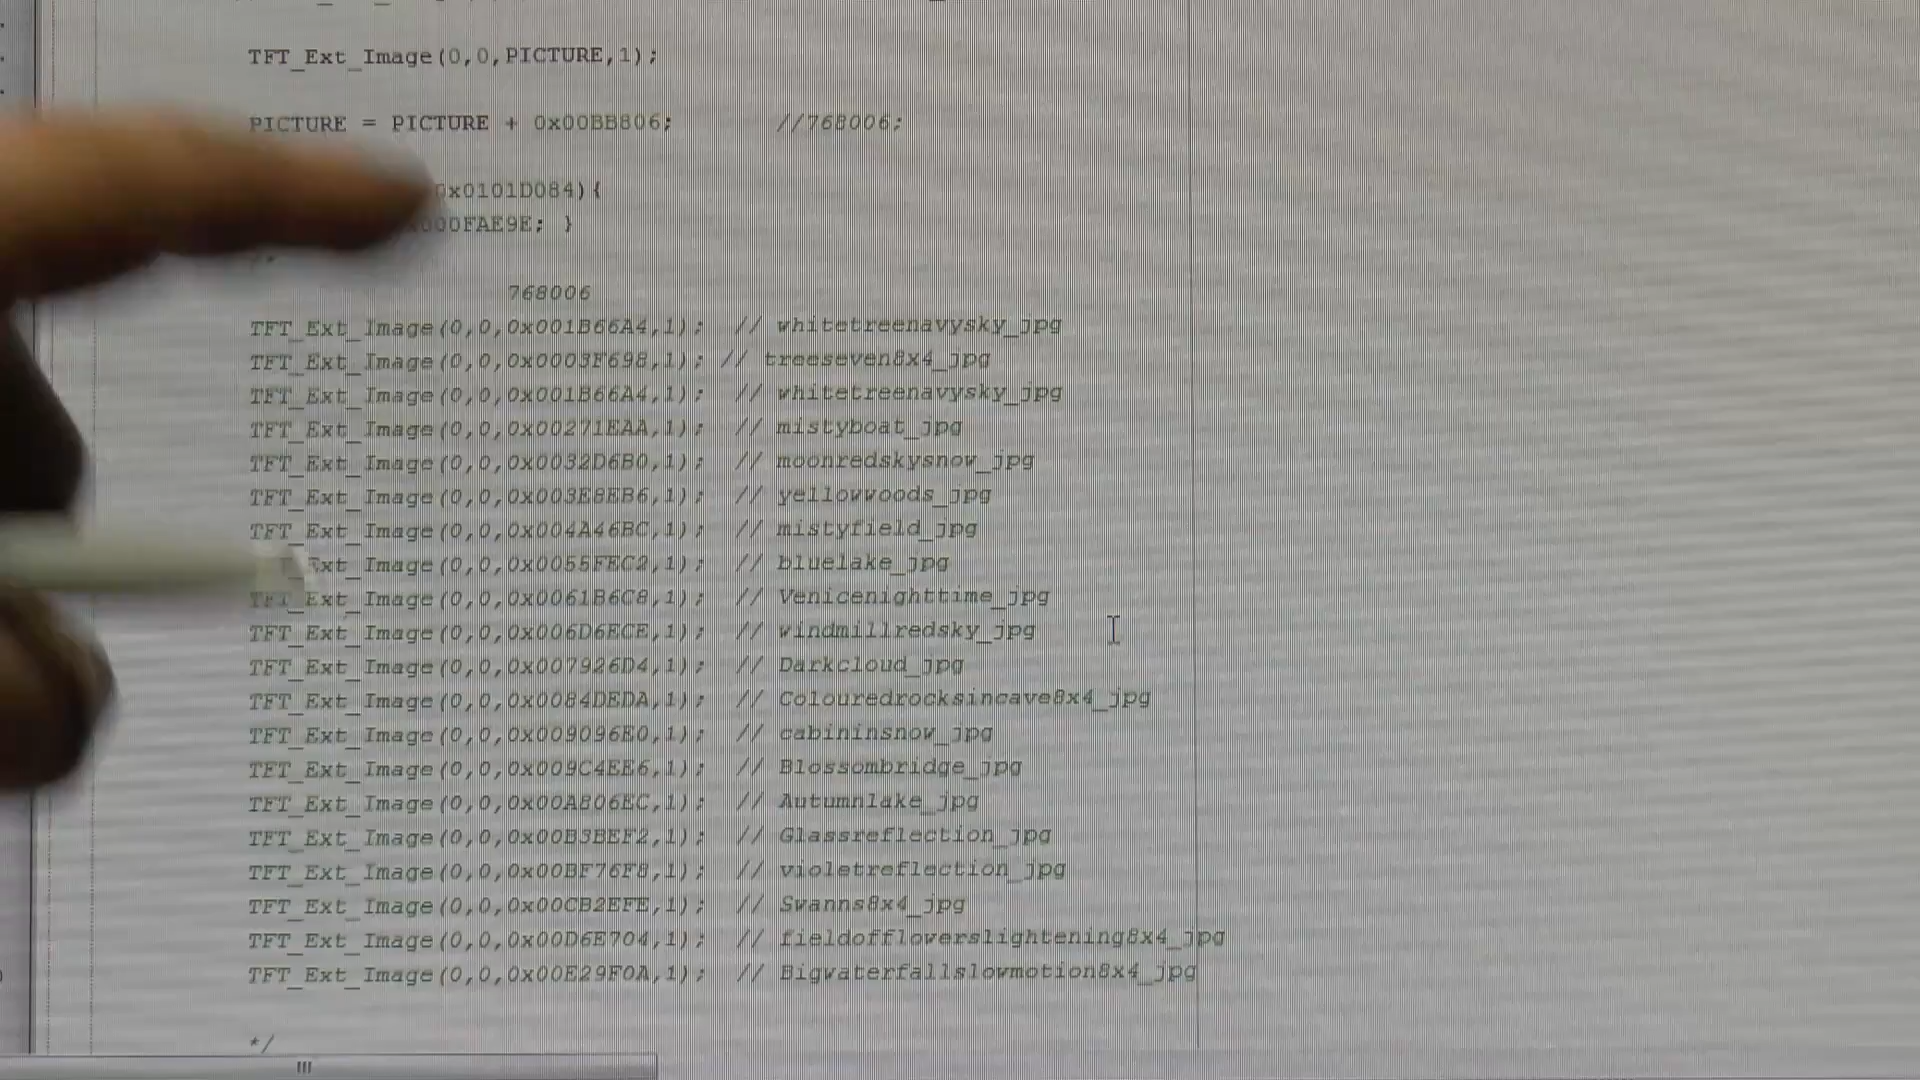 TFT_Ext_Image(0,0,PICTURE,1);
PICTURE = PICTURE + 0x00BB806; //768006;
0x0101D084){
000FAE9E; }
768006
TFT_Ext_Image(0,0,0x001B66A4,1); // whitetreenavysky_jpg
TFT_Ext_Image(0,0,0x0003F698,1); // treeseven8x4_jpg
TFT_Ext_Image(0,0,0x001B66A4,1); // whitetreenavysky_jpg
TFT_Ext_Image(0,0,0x00271EAA,1); // mistyboat_jpg
TFT_Ext_Image(0,0,0x0032D6B0,1); // moonredskysnow_jpg
TFT_Ext_Image(0,0,0x003E8EB6,1); // yellowwoods_jpg
TFT_Ext_Image(0,0,0x004A46BC,1); // mistyfield_jpg
Ext_Image(0,0,0x0055FEC2,1); // bluelake_jpg
TFT_Ext_Image(0,0,0x0061B6C8,1); // Venicenighttime_jpg
TFT_Ext_Image(0,0,0x006D6ECE,1); // windmillredsky_jpg
TFT_Ext_Image(0,0,0x007926D4,1); // Darkcloud_jpg
TFT_Ext_Image(0,0,0x0084DEDA,1); // Colouredrocksincave8x4_jpg
TFT_Ext_Image(0,0,0x009096E0,1); // cabininsnow_jpg
TFT_Ext_Image(0,0,0x009C4EE6,1); // Blossombridge_jpg
TFT_Ext_Image(0,0,0x00A806EC,1); // Autumnlake_jpg
TFT_Ext_Image(0,0,0x00B3BEF2,1); // Glassreflection_jpg
TFT_Ext_Image(0,0,0x00BF76F8,1); // violetreflection_jpg
TFT_Ext_Image(0,0,0x00CB2EFE,1); // Swanns8x4_jpg
TFT_Ext_Image(0,0,0x00D6E704,1); // fieldofflowerslightening8x4_jpg
TFT_Ext_Image(0,0,0x00E29F0A,1); // Bigwaterfallslowmotion8x4_jpg
*/